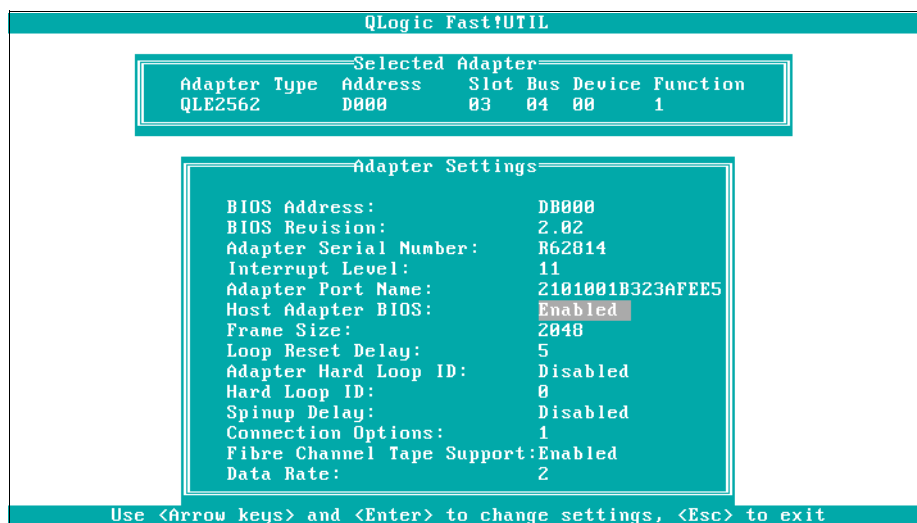 QLogic Fast!UTIL
Selected Adapter
Adapter Type Address Slot Bus Device Function
QLE2562 D000 03 04 00 1
Adapter Settings
BIOS Address: DB000
BIOS Revision: 2.02
Adapter Serial Number: R62814
Interrupt Level: 11
Adapter Port Name: 2101001B323AFEE5
Host Adapter BIOS: Enabled
Frame Size: 2048
Loop Reset Delay: 5
Adapter Hard Loop ID: Disabled
Hard Loop ID: 0
Spinup Delay: Disabled
Connection Options: 1
Fibre Channel Tape Support:Enabled
Data Rate: 2
Use <Arrow keys> and <Enter> to change settings, <Esc> to exit